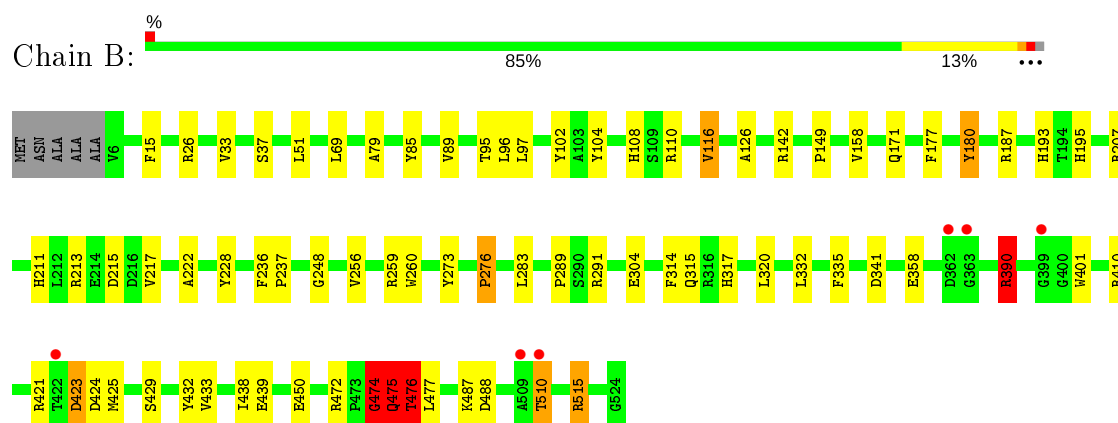 %
Chain B:
85% 13% •••
MET ASN ALA ALA ALA V6 F15 R26 V33 S37 L51 L69 A79 Y85 V89 T95 L96 L97 Y102 A103 Y104 H108 S109 R110 V116 A126 R142 P149 V158 Q171 F177 Y180 R187 H193 T194 H195
H211 L212 R213 E214 D215 D216 V217 A222 Y228 F236 P237 G248 V256 R259 W260 Y273 P276 L283 P289 S290 R291 E304 F314 Q315 R316 H317 L320 L332 F335 D341 E358 D362 G363 R390 G399 G400 W401
R421 T422 D423 D424 M425 S429 Y432 V433 I438 E439 E450 R472 P473 G474 Q475 T476 L477 K487 D488 A509 T510 R515 G524